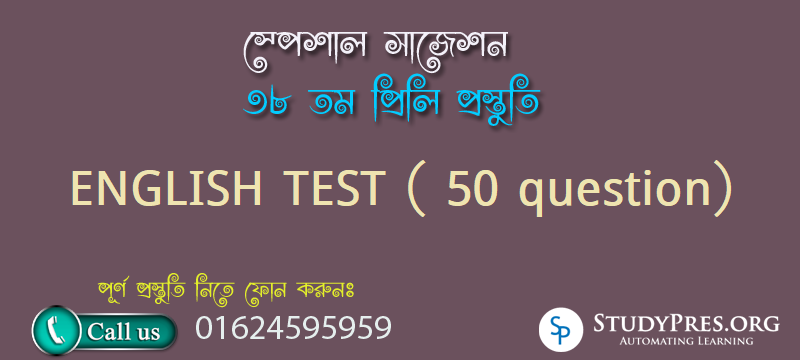 স্পেশাল সাজেশন
৩৮ তম প্রিলি প্রস্তুতি
ENGLISH TEST ( 50 question)
পূর্ণ প্রস্তুতি নিতে ফোন করুনঃ
Call us 01624595959
SP STUDYPRES.ORG
AUTOMATING LEARNING